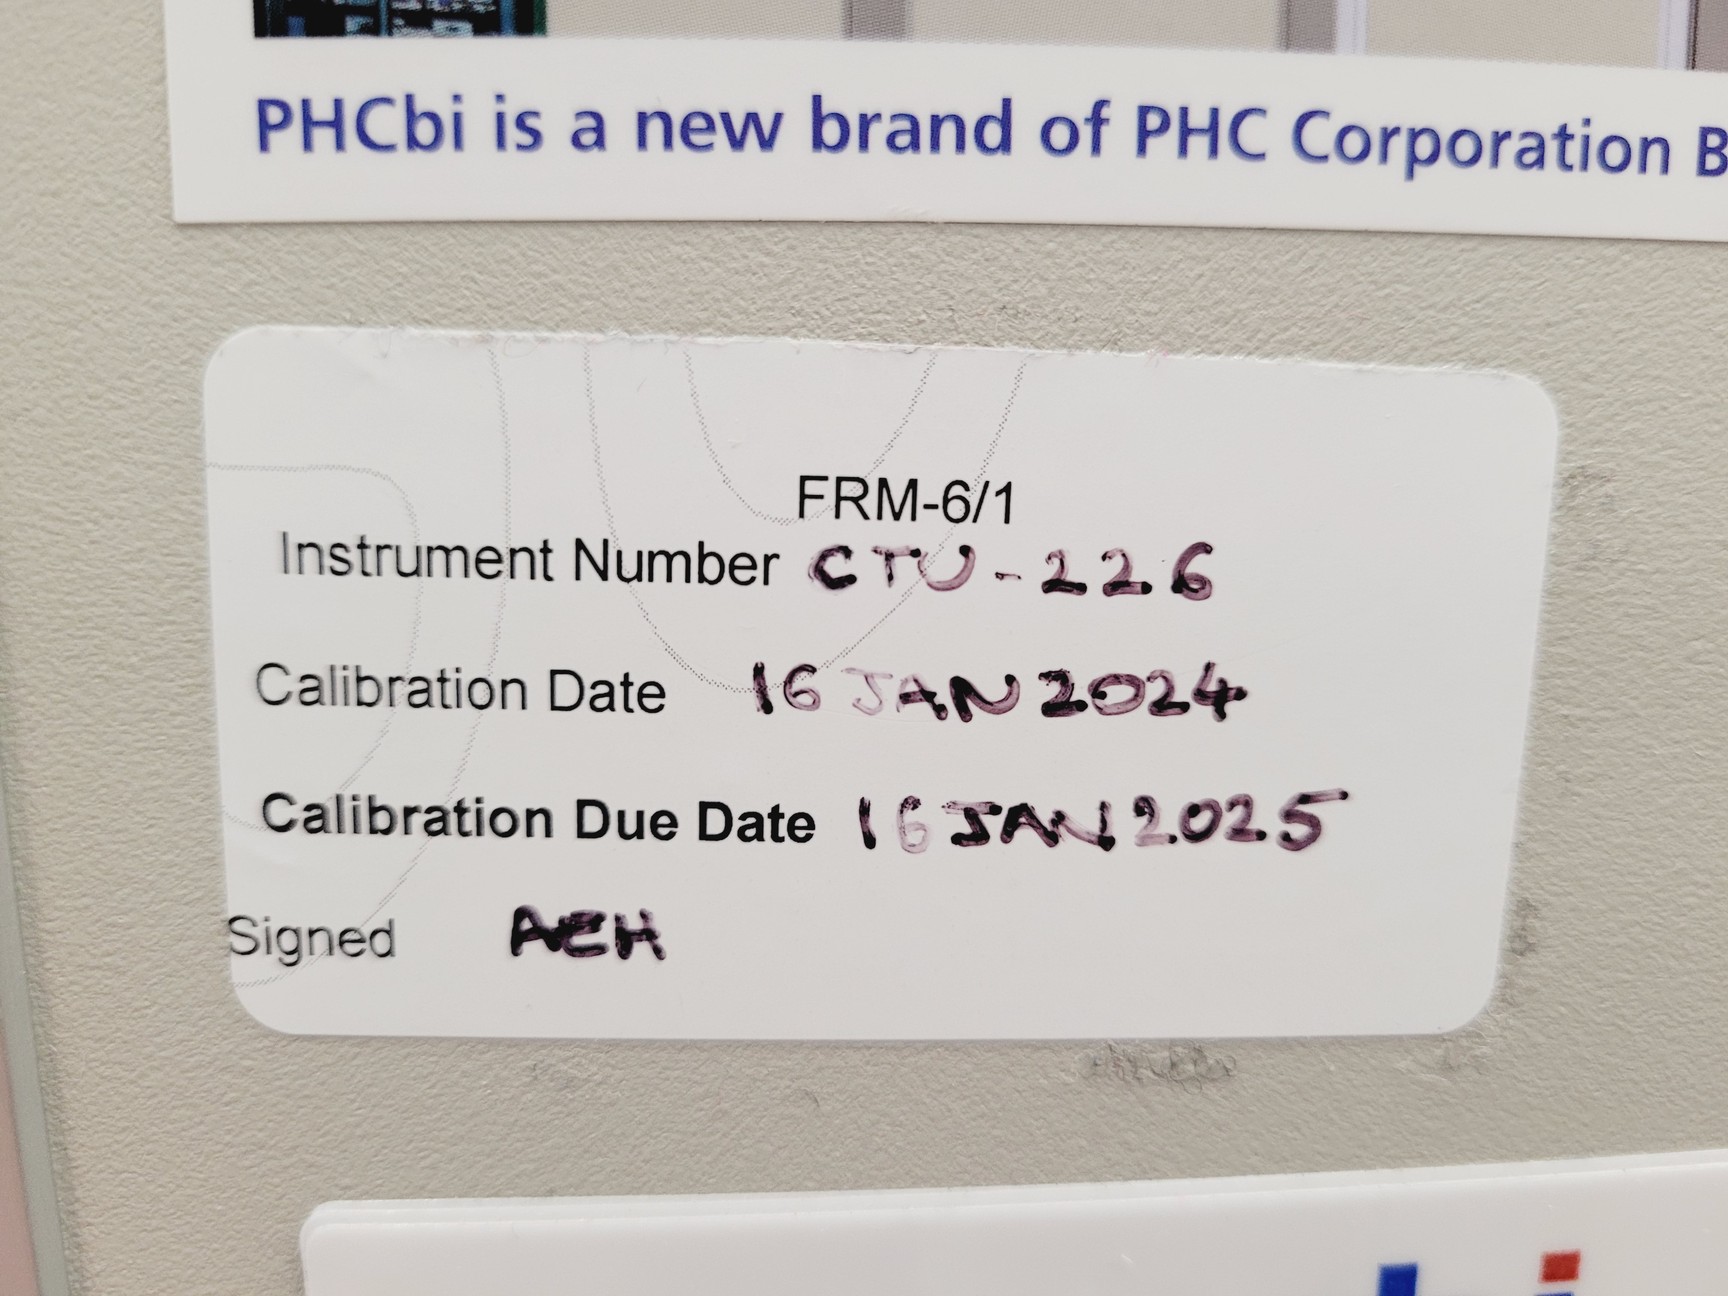 PHCbi is a new brand of PHC Corporation B
FRM-6/1
Instrument Number CTU-226
Calibration Date 16 JAN 2024
Calibration Due Date 16 JAN 2025
Signed AEH